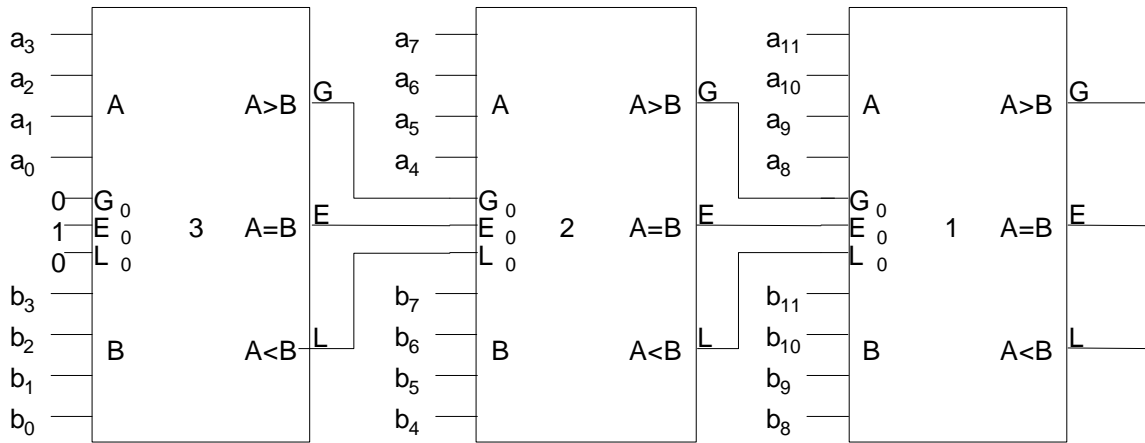 a3 a7 a11
a2 a6 a10
A A>B G A A>B G A A>B G
a1 a5 a9
a0 a4 a8
0 G0 G0 G0
1 E0 3 A=B E E0 2 A=B E E0 1 A=B E
0 L0 L0 L0
b3 b7 b11
b2 b6 b10
B A<B L B A<B L B A<B L
b1 b5 b9
b0 b4 b8